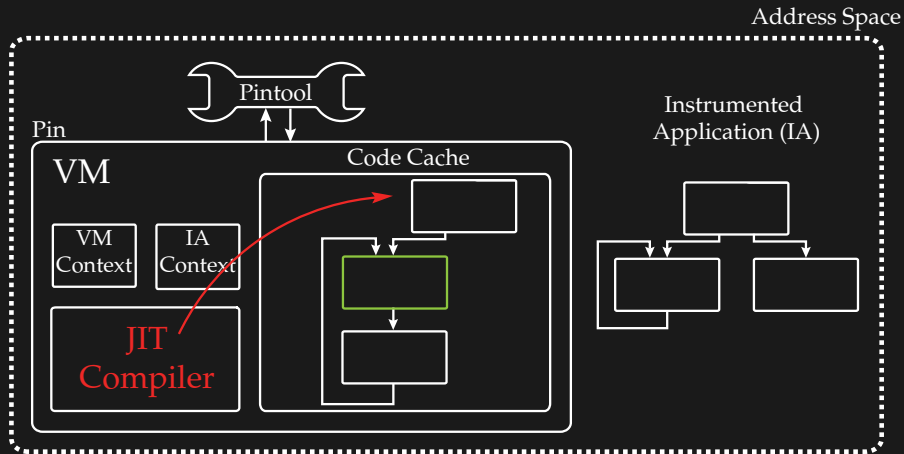 Address Space
Pintool
Instrumented
Application (IA)
Pin
VM
Code Cache
VM
Context
IA
Context
JIT
Compiler